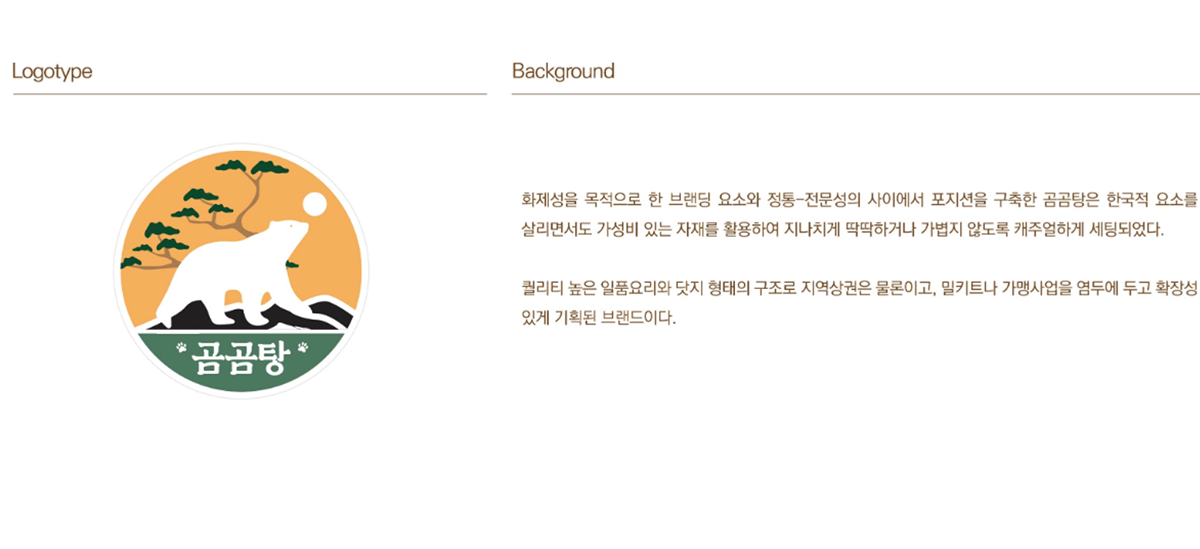 Logotype
Background
곰곰탕
화제성을 목적으로 한 브랜딩 요소와 정통-전문성의 사이에서 포지션을 구축한 곰곰탕은 한국적 요소를
살리면서도 가성비 있는 자재를 활용하여 지나치게 딱딱하거나 가볍지 않도록 캐주얼하게 세팅되었다.
퀄리티 높은 일품요리와 닷지 형태의 구조로 지역상권은 물론이고, 밀키트나 가맹사업을 염두에 두고 확장성
있게 기획된 브랜드이다.